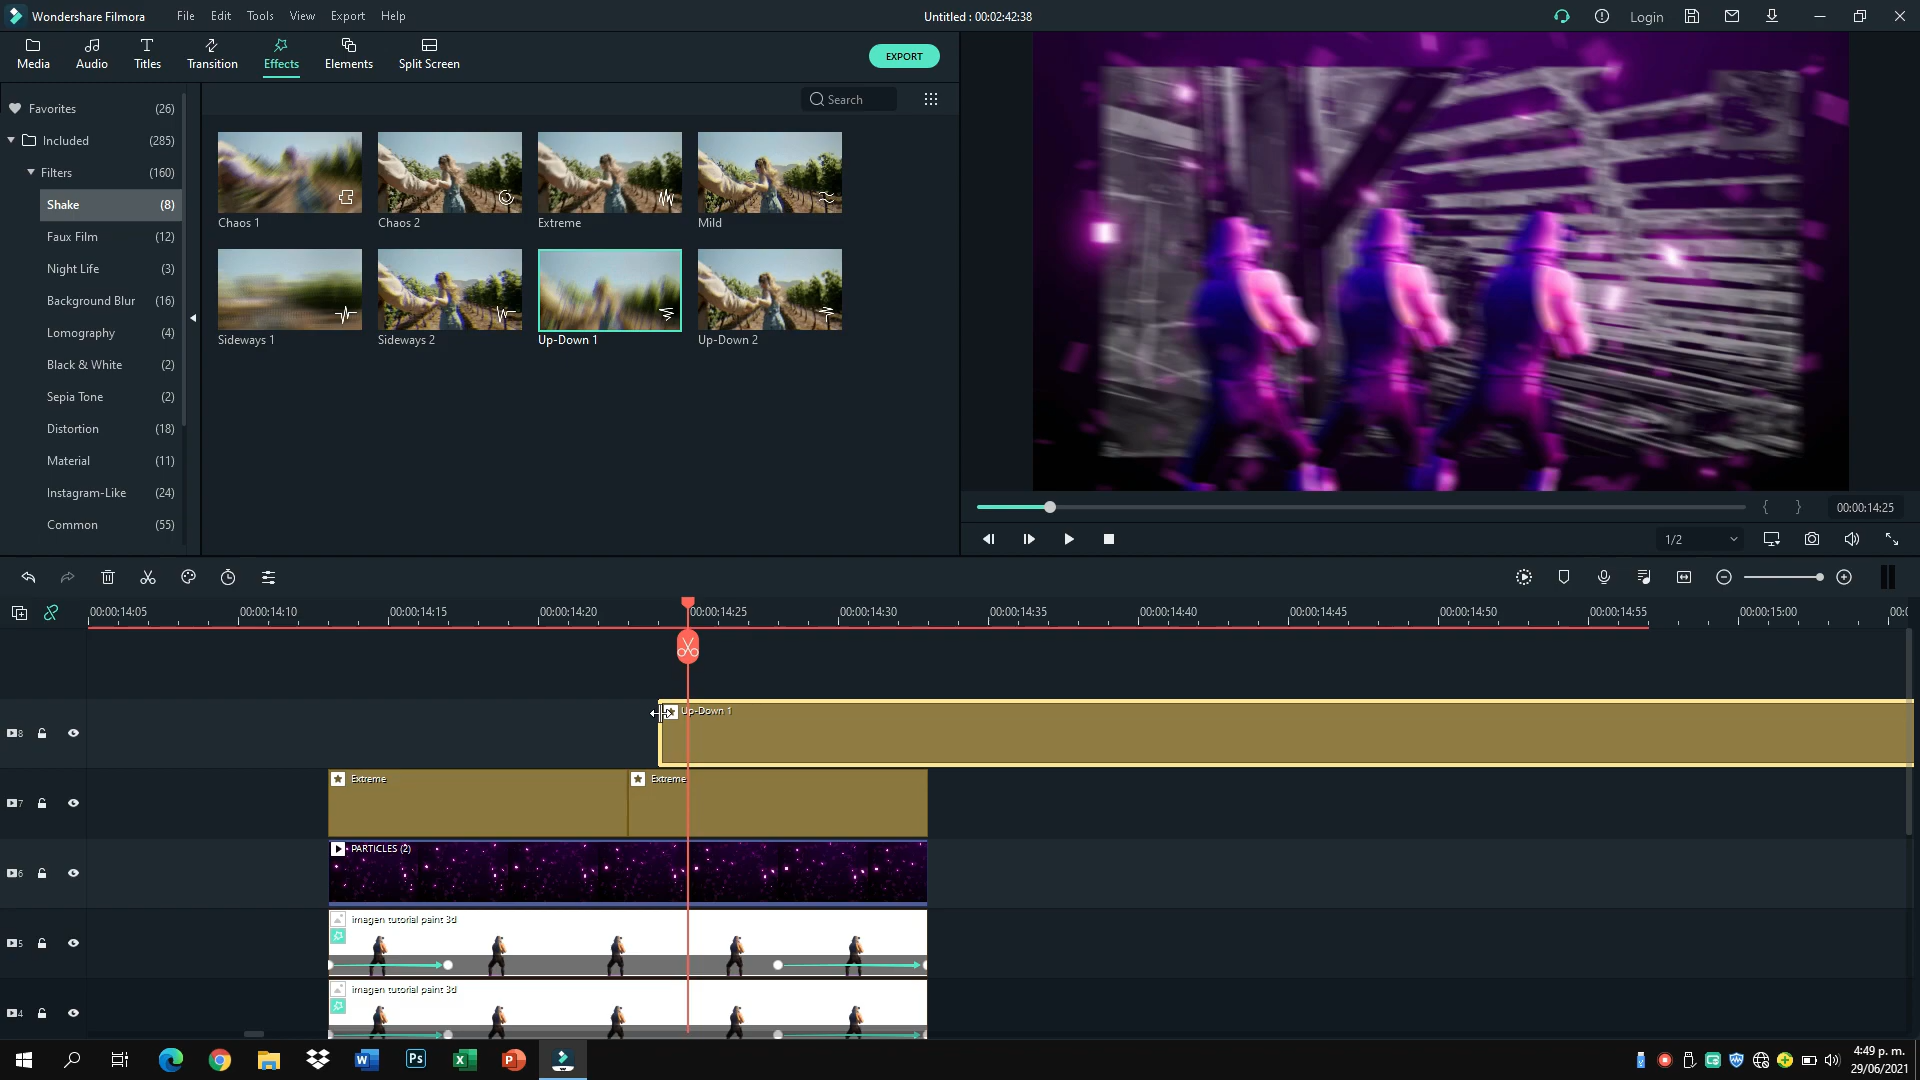 Wondershare Filmora File Edit Tools View Export Help Untitled : 00:02:42:38 Login
Media Audio Titles Transition Effects Elements Split Screen EXPORT
Search
Favorites (26)
Included (285)
Filters (160)
Shake (8)
Faux Film (12)
Night Life (3)
Background Blur (16)
Lomography (4)
Black & White (2)
Sepia Tone (2)
Distortion (18)
Material (11)
Instagram-Like (24)
Common (55)
Chaos 1 Chaos 2 Extreme Mild
Sideways 1 Sideways 2 Up-Down 1 Up-Down 2
{ } 00:00:14:25
1/2
00:00:14:05 00:00:14:10 00:00:14:15 00:00:14:20 00:00:14:25 00:00:14:30 00:00:14:35 00:00:14:40 00:00:14:45 00:00:14:50 00:00:14:55 00:00:15:00 00:0
Up-Down 1
8
Extreme Extreme
7
PARTICLES (2)
6
imagen tutorial paint 3d
5
imagen tutorial paint 3d
4
4:49 p. m.
29/06/2021